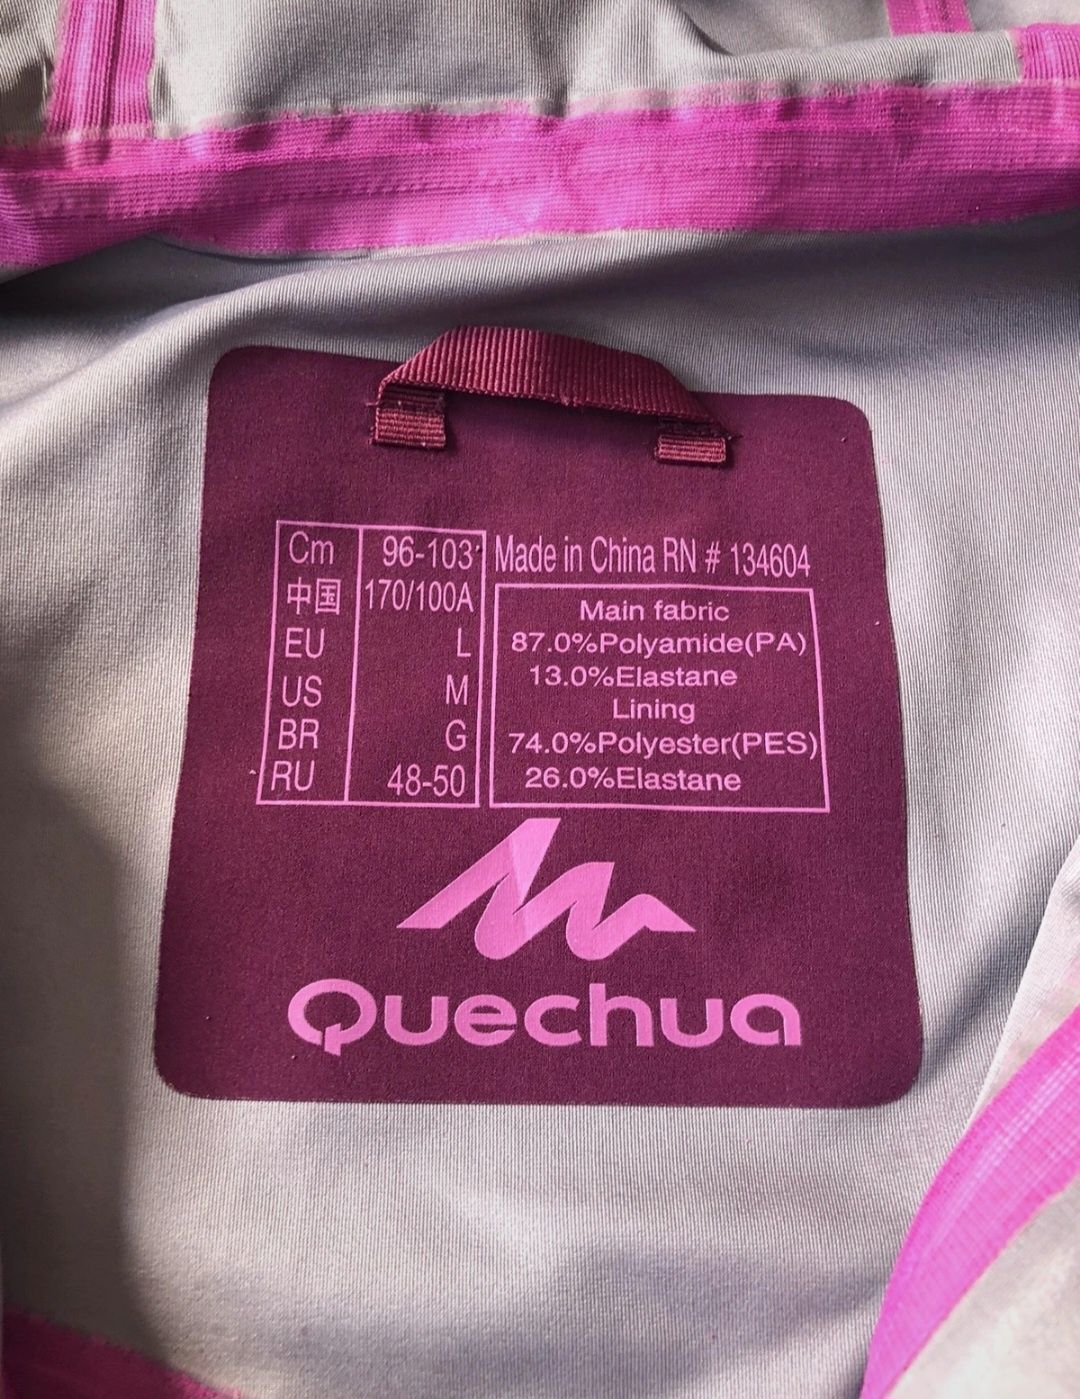 Cm 96-103
中国 170/100A
EU L
US M
BR G
RU 48-50
Made in China RN # 134604
Main fabric
87.0%Polyamide(PA)
13.0%Elastane
Lining
74.0%Polyester(PES)
26.0%Elastane
Quechua